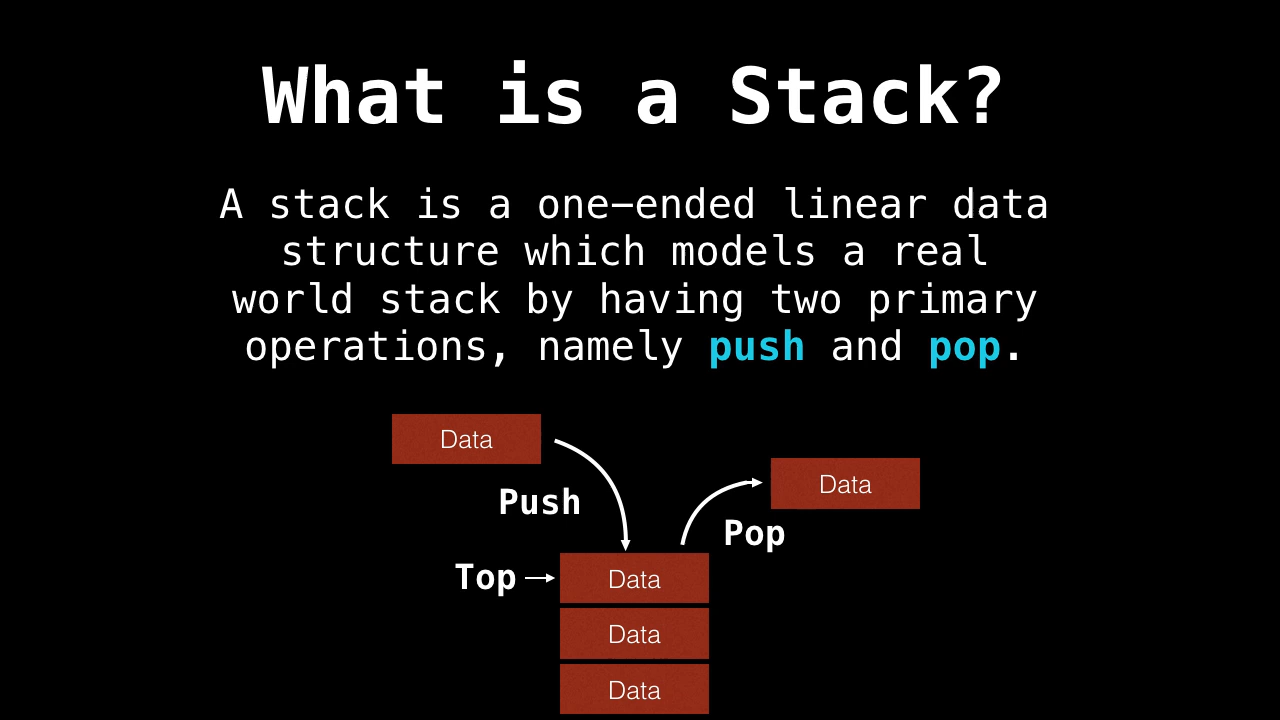 What is a Stack?
A stack is a one-ended linear data
structure which models a real
world stack by having two primary
operations, namely push and pop.
Data
Data
Push
Pop
Top
Data
Data
Data